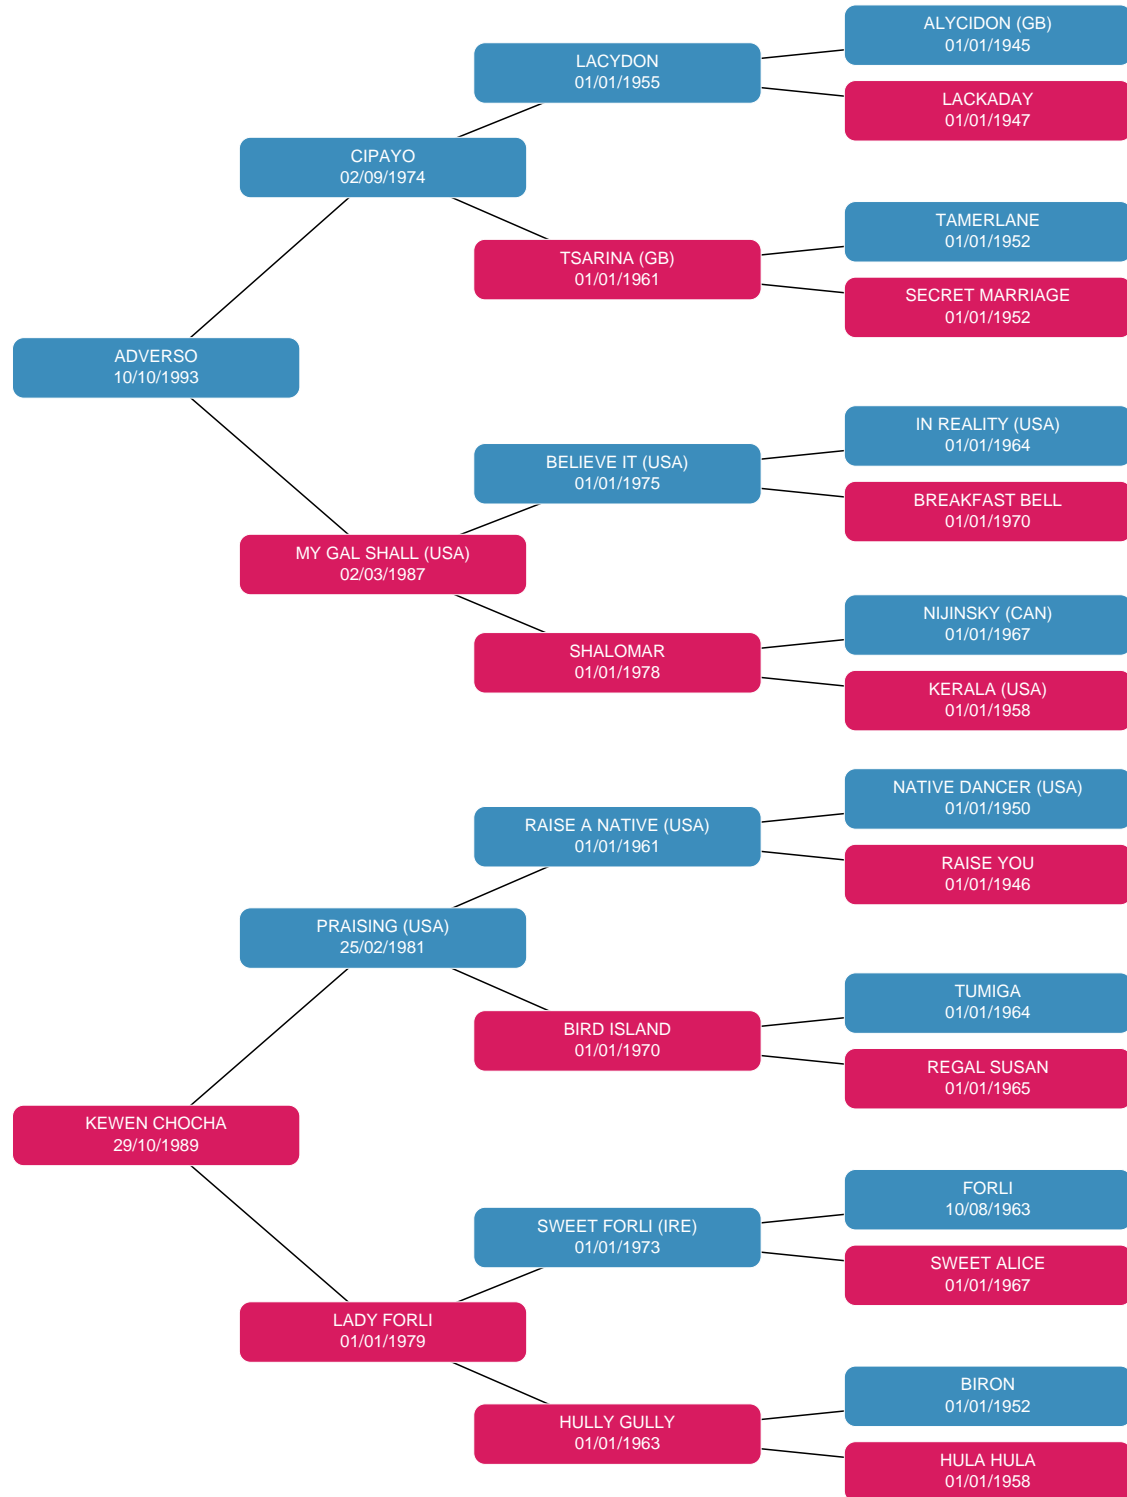 ALYCIDON (GB)
01/01/1945
LACYDON
01/01/1955
LACKADAY
01/01/1947
CIPAYO
02/09/1974
TAMERLANE
01/01/1952
TSARINA (GB)
01/01/1961
SECRET MARRIAGE
01/01/1952
ADVERSO
10/10/1993
IN REALITY (USA)
01/01/1964
BELIEVE IT (USA)
01/01/1975
BREAKFAST BELL
01/01/1970
MY GAL SHALL (USA)
02/03/1987
NIJINSKY (CAN)
01/01/1967
SHALOMAR
01/01/1978
KERALA (USA)
01/01/1958
NATIVE DANCER (USA)
01/01/1950
RAISE A NATIVE (USA)
01/01/1961
RAISE YOU
01/01/1946
PRAISING (USA)
25/02/1981
TUMIGA
01/01/1964
BIRD ISLAND
01/01/1970
REGAL SUSAN
01/01/1965
KEWEN CHOCHA
29/10/1989
FORLI
10/08/1963
SWEET FORLI (IRE)
01/01/1973
SWEET ALICE
01/01/1967
LADY FORLI
01/01/1979
BIRON
01/01/1952
HULLY GULLY
01/01/1963
HULA HULA
01/01/1958